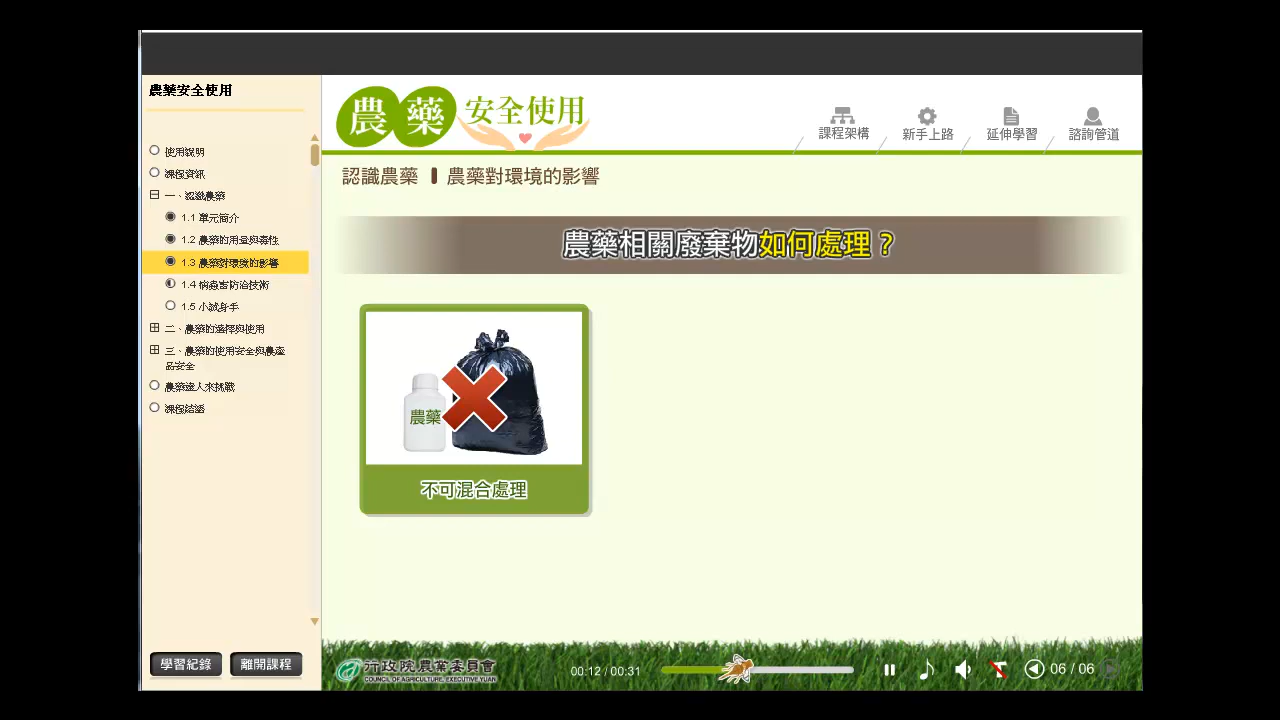 農藥安全使用
使用說明
課程資訊
一、認識農藥
1.1 單元簡介
1.2 農藥的用量與毒性
1.3 農藥對環境的影響
1.4 病蟲害防治技術
1.5 小試身手
二、農藥的選擇與使用
三、農藥的使用安全與農產
品安全
農藥達人來挑戰
課程結語
學習紀錄
離開課程
農藥 安全使用
課程架構
新手上路
延伸學習
諮詢管道
認識農藥 農藥對環境的影響
農藥相關廢棄物如何處理？
農藥
不可混合處理
行政院農業委員會
COUNCIL OF AGRICULTURE, EXECUTIVE YUAN
00:12 / 00:31
06 / 06